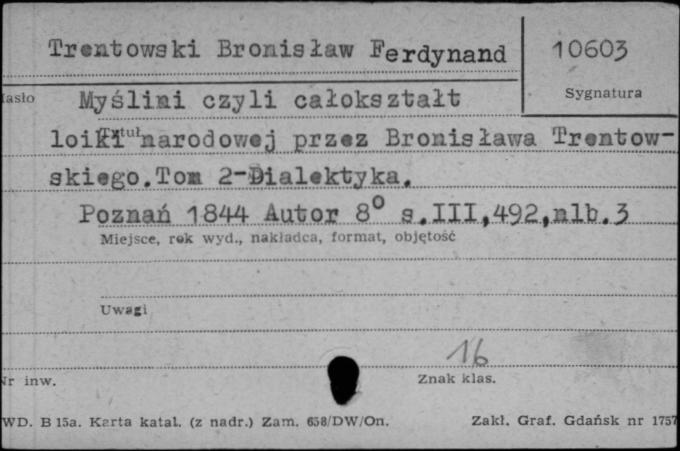 Trentowski Bronisław Ferdynand
10603
Hasło
Sygnatura
Myślini czyli całokształt
Tytuł
loiki narodowej przez Bronisława Trentow-
skiego.Tom 2-Dialektyka.
Poznań 1844 Autor 8° s.III,492,nlb.3
Miejsce, rok wyd., nakładca, format, objętość
Uwagi
16
Nr inw.
Znak klas.
WD. B 15a. Karta katal. (z nadr.) Zam. 658/DW/On.
Zakł. Graf. Gdańsk nr 1757